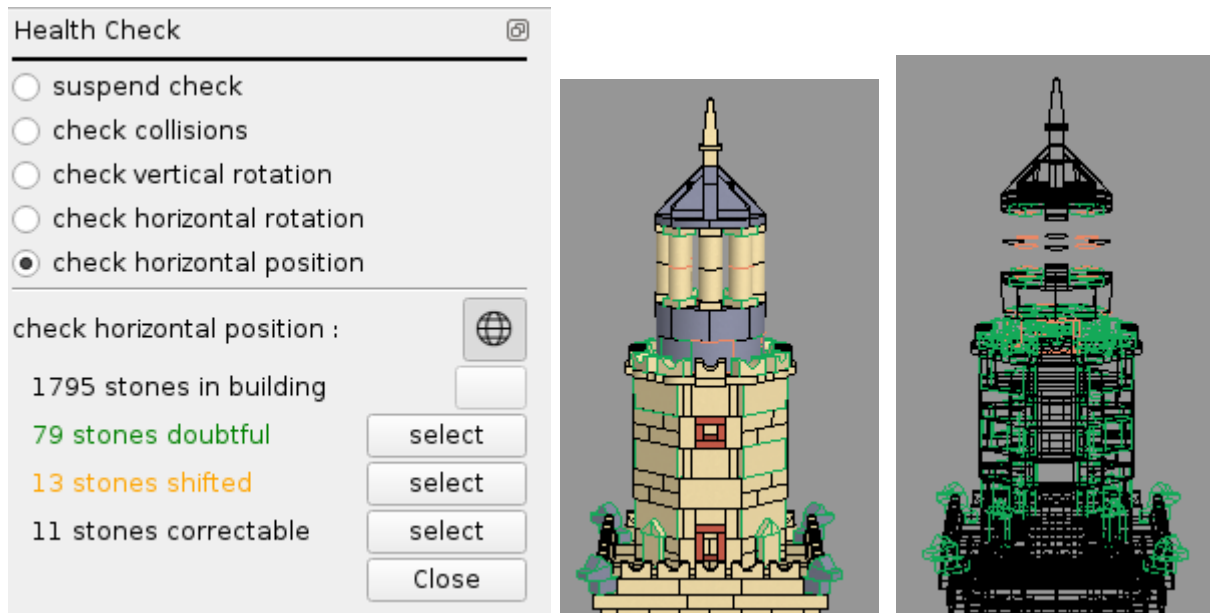 Health Check
suspend check
check collisions
check vertical rotation
check horizontal rotation
check horizontal position
check horizontal position :
1795 stones in building
79 stones doubtful select
13 stones shifted select
11 stones correctable select
Close